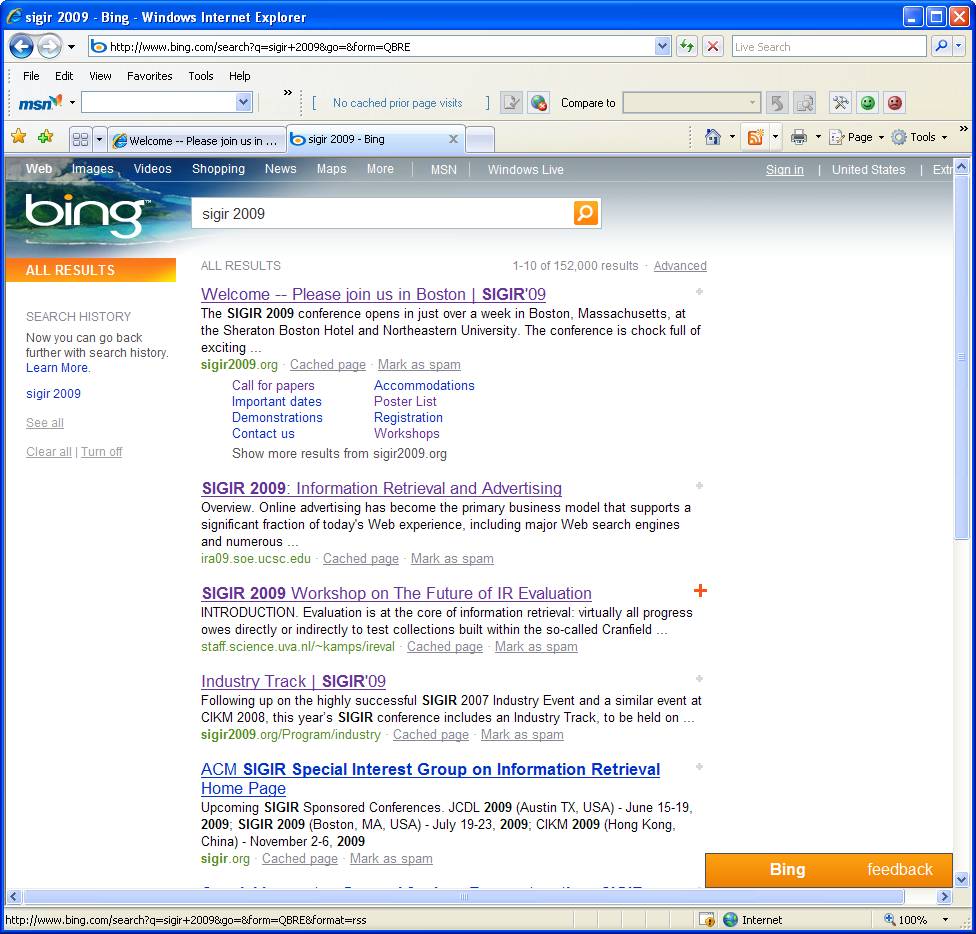 sigir 2009 - Bing - Windows Internet Explorer
http://www.bing.com/search?q=sigir+2009&go=&form=QBRE
Live Search
File Edit View Favorites Tools Help
msn
»
[ No cached prior page visits ]
Compare to
Welcome -- Please join us in ...
sigir 2009 - Bing
Page
Tools
»
Web Images Videos Shopping News Maps More | MSN | Windows Live
Sign in | United States | Extr
bing™
sigir 2009
ALL RESULTS
ALL RESULTS
1-10 of 152,000 results · Advanced
SEARCH HISTORY
Now you can go back
further with search history.
Learn More.
sigir 2009
See all
Clear all | Turn off
Welcome -- Please join us in Boston | SIGIR'09
The SIGIR 2009 conference opens in just over a week in Boston, Massachusetts, at
the Sheraton Boston Hotel and Northeastern University. The conference is chock full of
exciting ...
sigir2009.org · Cached page · Mark as spam
Call for papers Accommodations
Important dates Poster List
Demonstrations Registration
Contact us Workshops
Show more results from sigir2009.org
SIGIR 2009: Information Retrieval and Advertising
Overview. Online advertising has become the primary business model that supports a
significant fraction of today's Web experience, including major Web search engines
and numerous ...
ira09.soe.ucsc.edu · Cached page · Mark as spam
SIGIR 2009 Workshop on The Future of IR Evaluation
INTRODUCTION. Evaluation is at the core of information retrieval: virtually all progress
owes directly or indirectly to test collections built within the so-called Cranfield ...
staff.science.uva.nl/~kamps/ireval · Cached page · Mark as spam
Industry Track | SIGIR'09
Following up on the highly successful SIGIR 2007 Industry Event and a similar event at
CIKM 2008, this year's SIGIR conference includes an Industry Track, to be held on ...
sigir2009.org/Program/industry · Cached page · Mark as spam
ACM SIGIR Special Interest Group on Information Retrieval
Home Page
Upcoming SIGIR Sponsored Conferences. JCDL 2009 (Austin TX, USA) - June 15-19,
2009; SIGIR 2009 (Boston, MA, USA) - July 19-23, 2009; CIKM 2009 (Hong Kong,
China) - November 2-6, 2009
sigir.org · Cached page · Mark as spam
Bing feedback
http://www.bing.com/search?q=sigir+2009&go=&form=QBRE&format=rss
Internet
100%